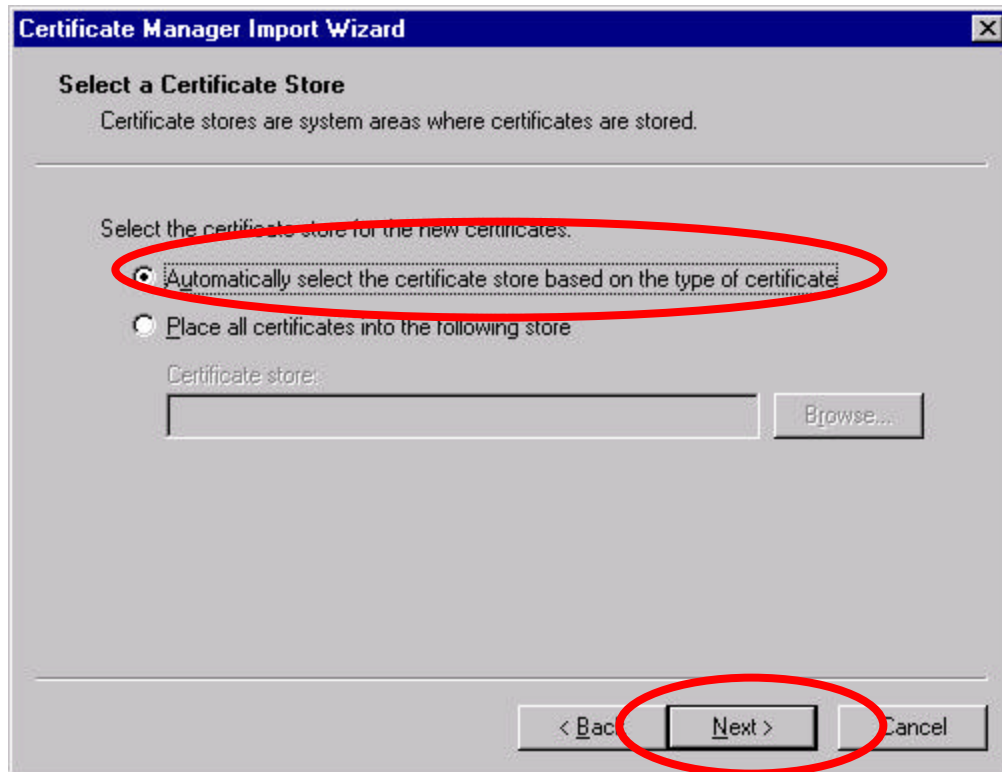 Certificate Manager Import Wizard
Select a Certificate Store
Certificate stores are system areas where certificates are stored.
Select the certificate store for the new certificates.
Automatically select the certificate store based on the type of certificate
Place all certificates into the following store
Certificate store:
Browse...
< Back Next > Cancel